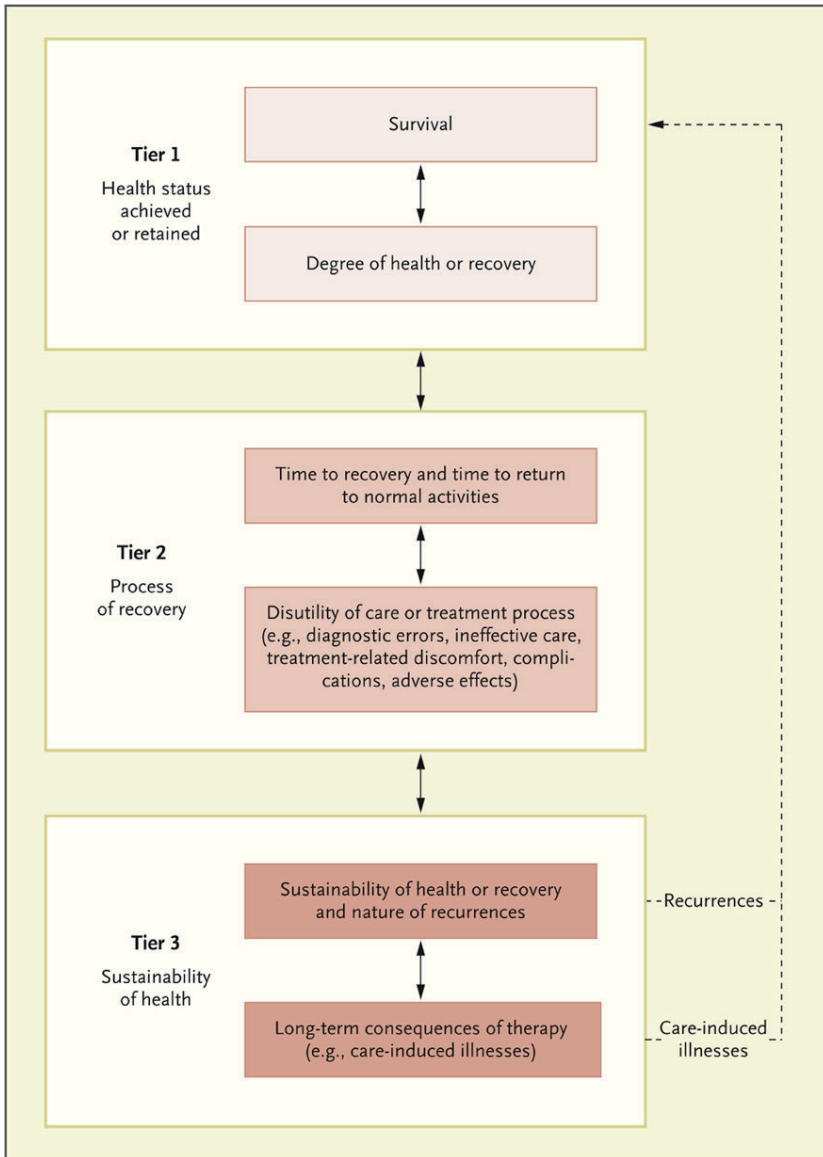 Survival
Tier 1
Health status
achieved
or retained
Degree of health or recovery
Time to recovery and time to return
to normal activities
Tier 2
Process
of recovery
Disutility of care or treatment process
(e.g., diagnostic errors, ineffective care,
treatment-related discomfort, compli-
cations, adverse effects)
Sustainability of health or recovery
and nature of recurrences
Recurrences
Tier 3
Sustainability
of health
Long-term consequences of therapy
(e.g., care-induced illnesses)
Care-induced
illnesses